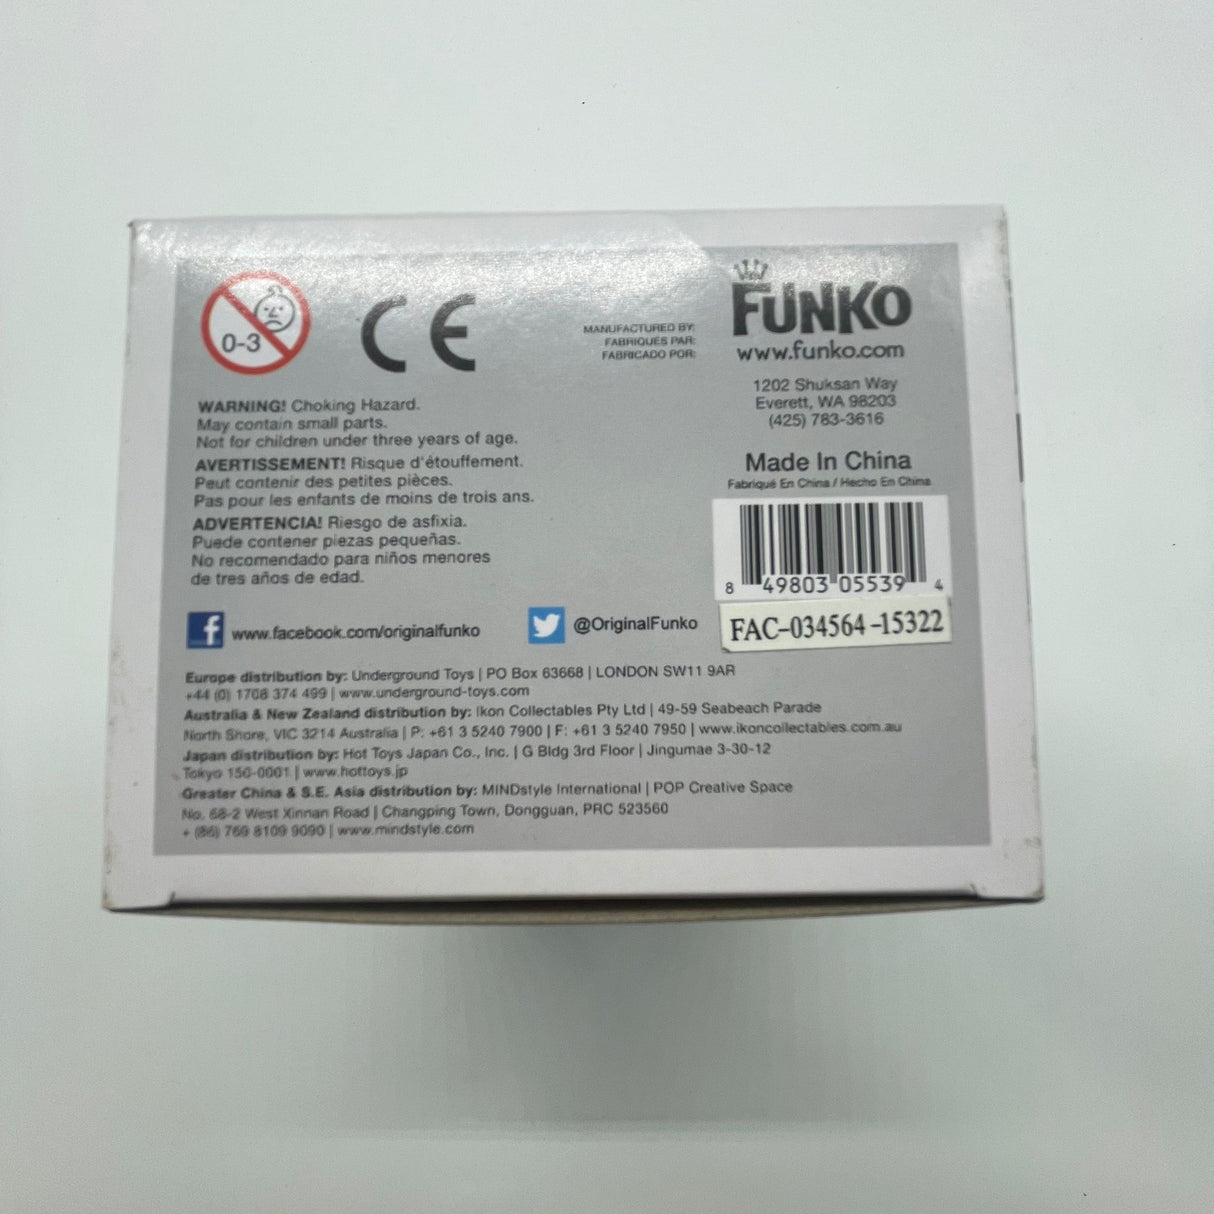 0-3
CE
MANUFACTURED BY:
FABRIQUÉS PAR:
FABRICADO POR:
FUNKO
www.funko.com
1202 Shuksan Way
Everett, WA 98203
(425) 783-3616
WARNING! Choking Hazard.
May contain small parts.
Not for children under three years of age.
AVERTISSEMENT! Risque d'étouffement.
Peut contenir des petites pièces.
Pas pour les enfants de moins de trois ans.
ADVERTENCIA! Riesgo de asfixia.
Puede contener piezas pequeñas.
No recomendado para niños menores
de tres años de edad.
Made In China
Fabriqué En China / Hecho En China
8 49803 05539 4
FAC-034564-15322
f www.facebook.com/originalfunko
@OriginalFunko
Europe distribution by: Underground Toys | PO Box 63668 | LONDON SW11 9AR
+44 (0) 1708 374 499 | www.underground-toys.com
Australia & New Zealand distribution by: Ikon Collectables Pty Ltd | 49-59 Seabeach Parade
North Shore, VIC 3214 Australia | P: +61 3 5240 7900 | F: +61 3 5240 7950 | www.ikoncollectables.com.au
Japan distribution by: Hot Toys Japan Co., Inc. | G Bldg 3rd Floor | Jingumae 3-30-12
Tokyo 150-0001 | www.hottoys.jp
Greater China & S.E. Asia distribution by: MINDstyle International | POP Creative Space
No. 68-2 West Xinnan Road | Changping Town, Dongguan, PRC 523560
+ (86) 769 8109 9090 | www.mindstyle.com